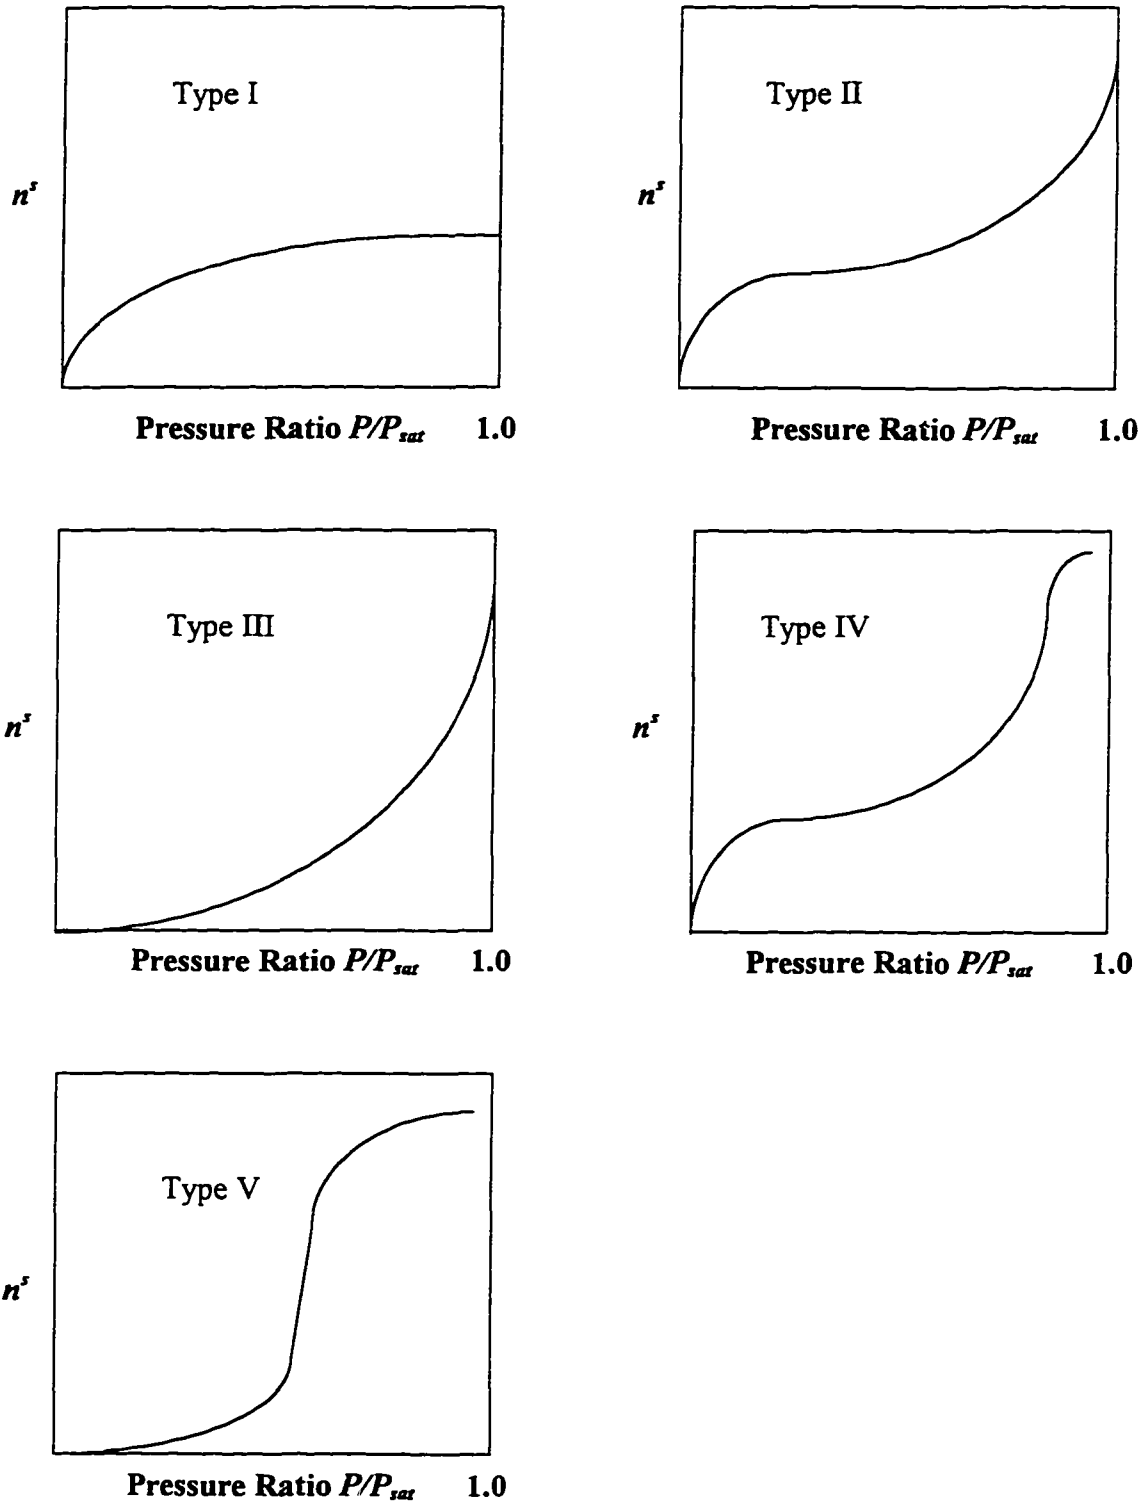 Type I
Type II
n^s
n^s
Pressure Ratio P/P_sat 1.0
Pressure Ratio P/P_sat 1.0
Type III
Type IV
n^s
n^s
Pressure Ratio P/P_sat 1.0
Pressure Ratio P/P_sat 1.0
Type V
n^s
Pressure Ratio P/P_sat 1.0